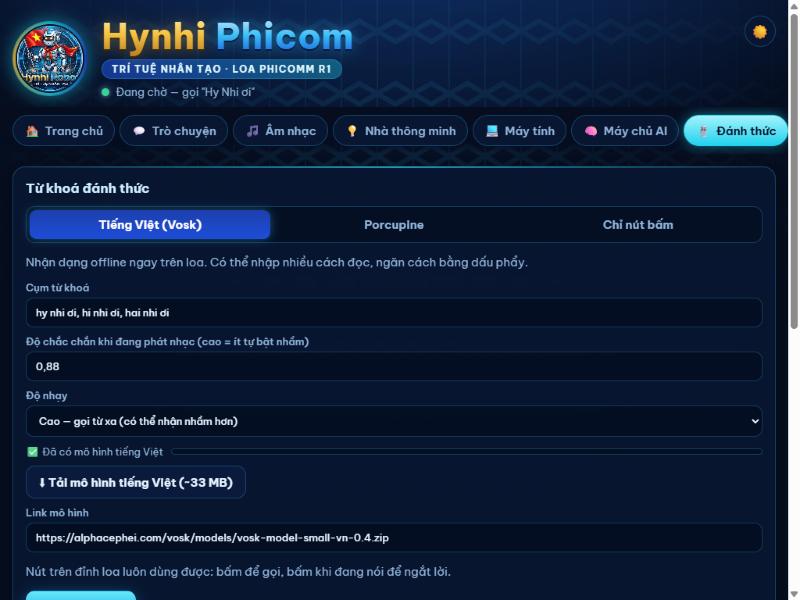 Hynhi Phicom
Hynhi Robo
TRÍ TUỆ NHÂN TẠO · LOA PHICOMM R1
Đang chờ — gọi "Hy Nhi ơi"
Trang chủ
Trò chuyện
Âm nhạc
Nhà thông minh
Máy tính
Máy chủ AI
Đánh thức
Từ khoá đánh thức
Tiếng Việt (Vosk)
Porcupine
Chỉ nút bấm
Nhận dạng offline ngay trên loa. Có thể nhập nhiều cách đọc, ngăn cách bằng dấu phẩy.
Cụm từ khoá
hy nhi ơi, hi nhi ơi, hai nhi ơi
Độ chắc chắn khi đang phát nhạc (cao = ít tự bật nhầm)
0,88
Độ nhạy
Cao — gọi từ xa (có thể nhận nhầm hơn)
Đã có mô hình tiếng Việt
⬇ Tải mô hình tiếng Việt (~33 MB)
Link mô hình
https://alphacephei.com/vosk/models/vosk-model-small-vn-0.4.zip
Nút trên đỉnh loa luôn dùng được: bấm để gọi, bấm khi đang nói để ngắt lời.